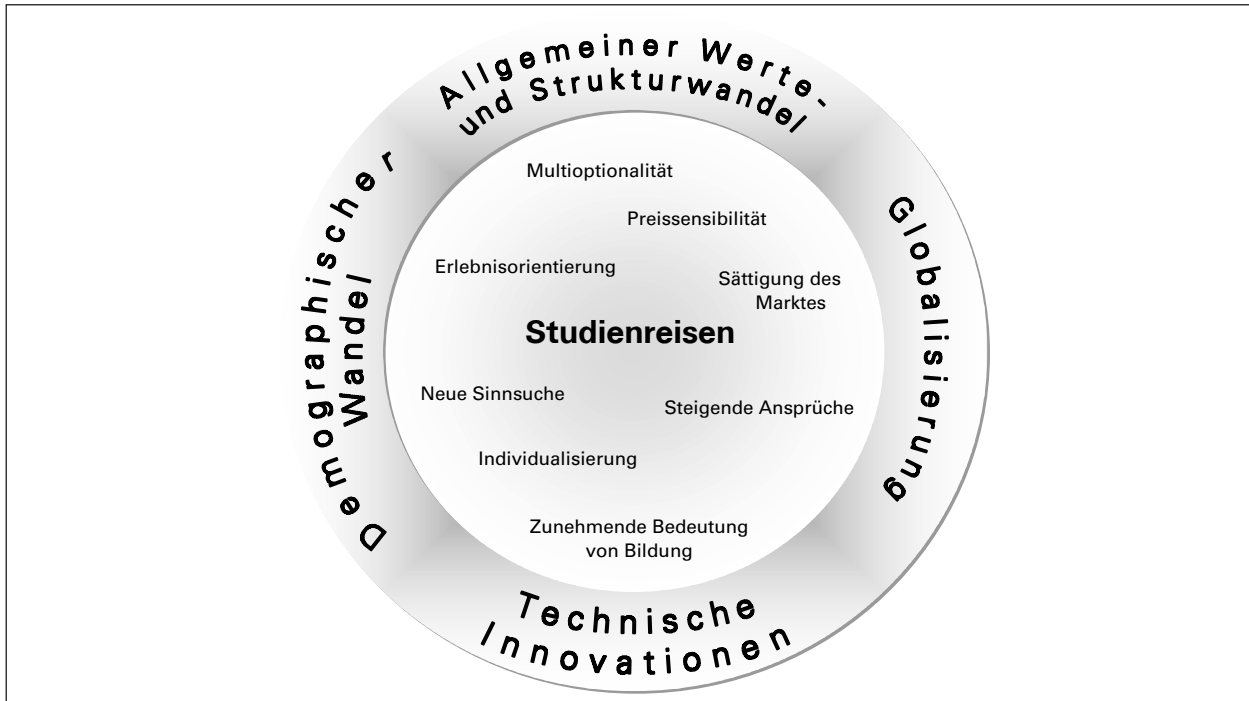 Allgemeiner Werte-
und Strukturwandel
Demographischer
Wandel
Globalisierung
Multioptionalität
Preissensibilität
Erlebnisorientierung
Sättigung des
Marktes
Studienreisen
Neue Sinnsuche
Steigende Ansprüche
Individualisierung
Zunehmende Bedeutung
von Bildung
Technische
Innovationen